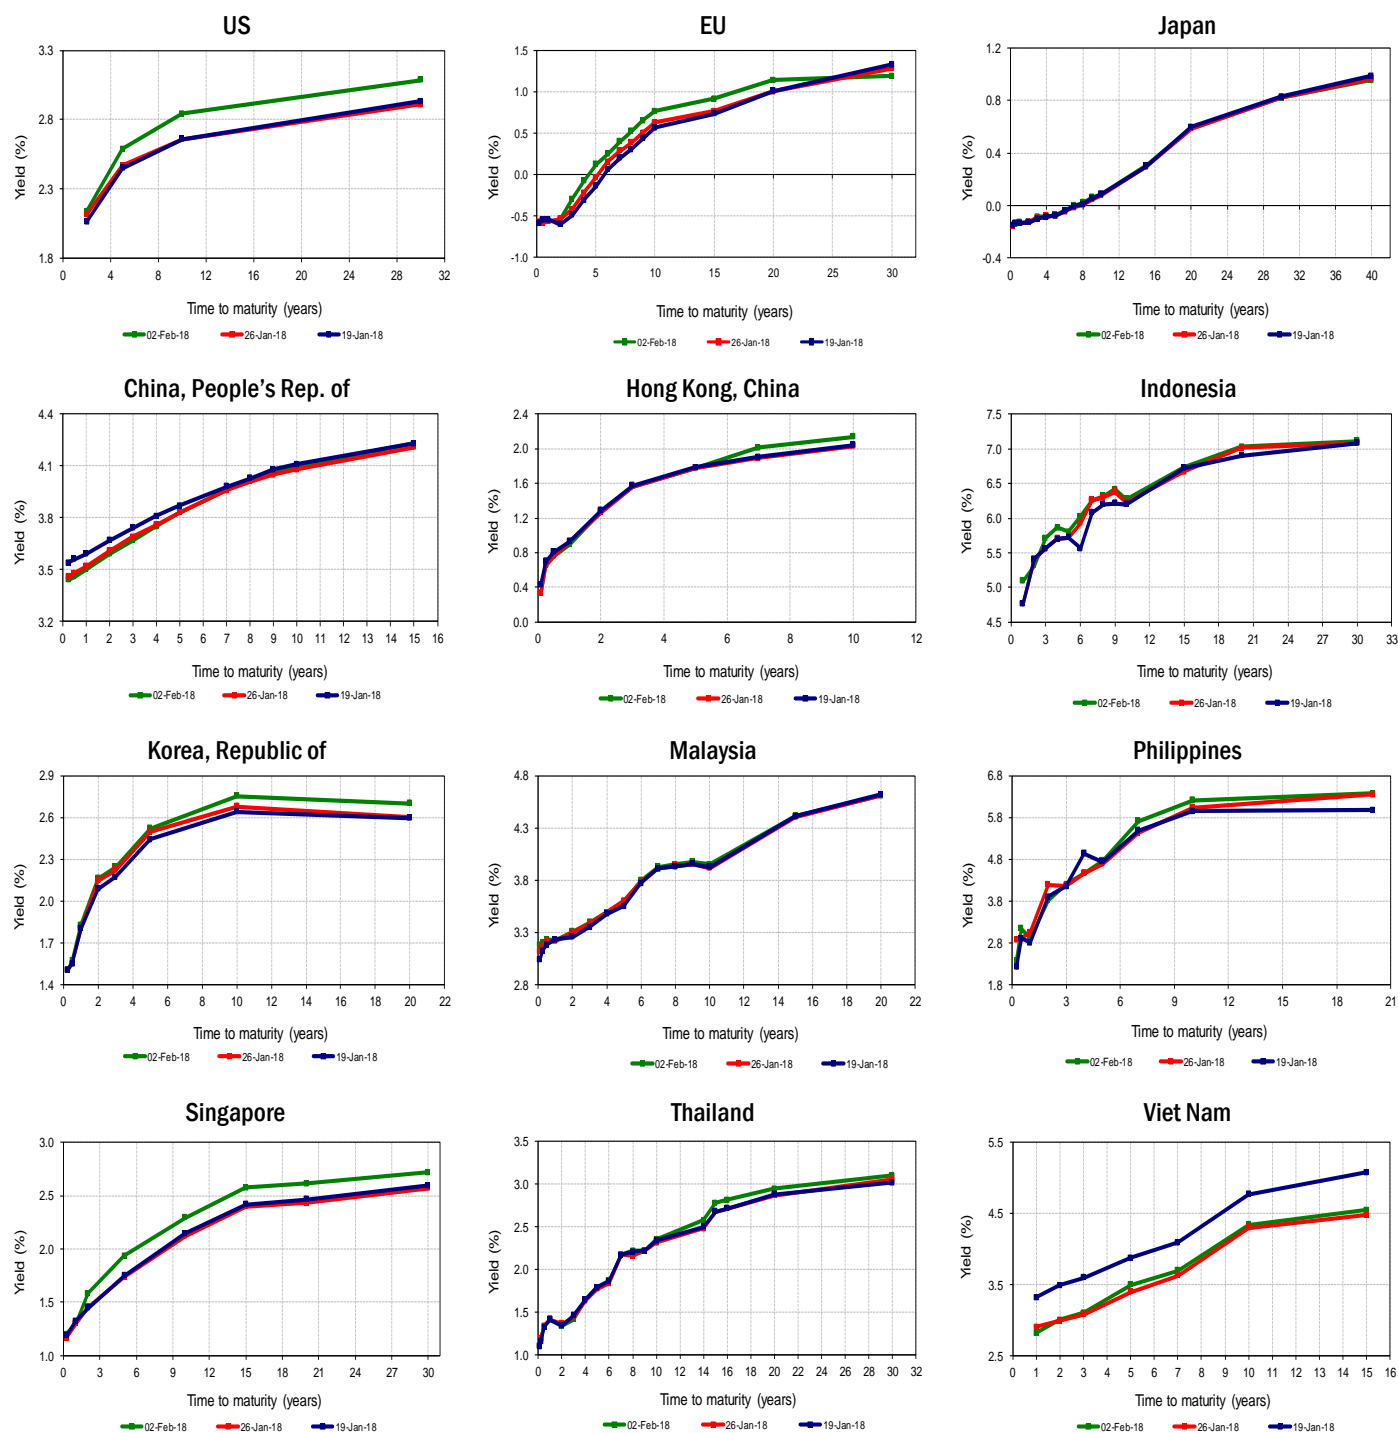 US
EU
Japan
3.3
2.8
2.3
1.8
Yield (%)
0 4 8 12 16 20 24 28 32
Time to maturity (years)
02-Feb-18 26-Jan-18 19-Jan-18
1.5
1.0
0.5
0.0
-0.5
-1.0
Yield (%)
0 5 10 15 20 25 30
Time to maturity (years)
02-Feb-18 26-Jan-18 19-Jan-18
1.2
0.8
0.4
0.0
-0.4
Yield (%)
0 4 8 12 16 20 24 28 32 36 40
Time to maturity (years)
02-Feb-18 26-Jan-18 19-Jan-18
China, People's Rep. of
Hong Kong, China
Indonesia
4.4
4.1
3.8
3.5
3.2
Yield (%)
0 1 2 3 4 5 6 7 8 9 10 11 12 13 14 15 16
Time to maturity (years)
02-Feb-18 26-Jan-18 19-Jan-18
2.4
2.0
1.6
1.2
0.8
0.4
0.0
Yield (%)
0 2 4 6 8 10 12
Time to maturity (years)
02-Feb-18 26-Jan-18 19-Jan-18
7.5
7.0
6.5
6.0
5.5
5.0
4.5
Yield (%)
0 3 6 9 12 15 18 21 24 27 30 33
Time to maturity (years)
02-Feb-18 26-Jan-18 19-Jan-18
Korea, Republic of
Malaysia
Philippines
2.9
2.6
2.3
2.0
1.7
1.4
Yield (%)
0 2 4 6 8 10 12 14 16 18 20 22
Time to maturity (years)
02-Feb-18 26-Jan-18 19-Jan-18
4.8
4.3
3.8
3.3
2.8
Yield (%)
0 2 4 6 8 10 12 14 16 18 20 22
Time to maturity (years)
02-Feb-18 26-Jan-18 19-Jan-18
6.8
5.8
4.8
3.8
2.8
1.8
Yield (%)
0 3 6 9 12 15 18 21
Time to maturity (years)
02-Feb-18 26-Jan-18 19-Jan-18
Singapore
Thailand
Viet Nam
3.0
2.5
2.0
1.5
1.0
Yield (%)
0 3 6 9 12 15 18 21 24 27 30
Time to maturity (years)
02-Feb-18 26-Jan-18 19-Jan-18
3.5
3.0
2.5
2.0
1.5
1.0
Yield (%)
0 2 4 6 8 10 12 14 16 18 20 22 24 26 28 30 32
Time to maturity (years)
02-Feb-18 26-Jan-18 19-Jan-18
5.5
4.5
3.5
2.5
Yield (%)
0 1 2 3 4 5 6 7 8 9 10 11 12 13 14 15 16
Time to maturity (years)
02-Feb-18 26-Jan-18 19-Jan-18